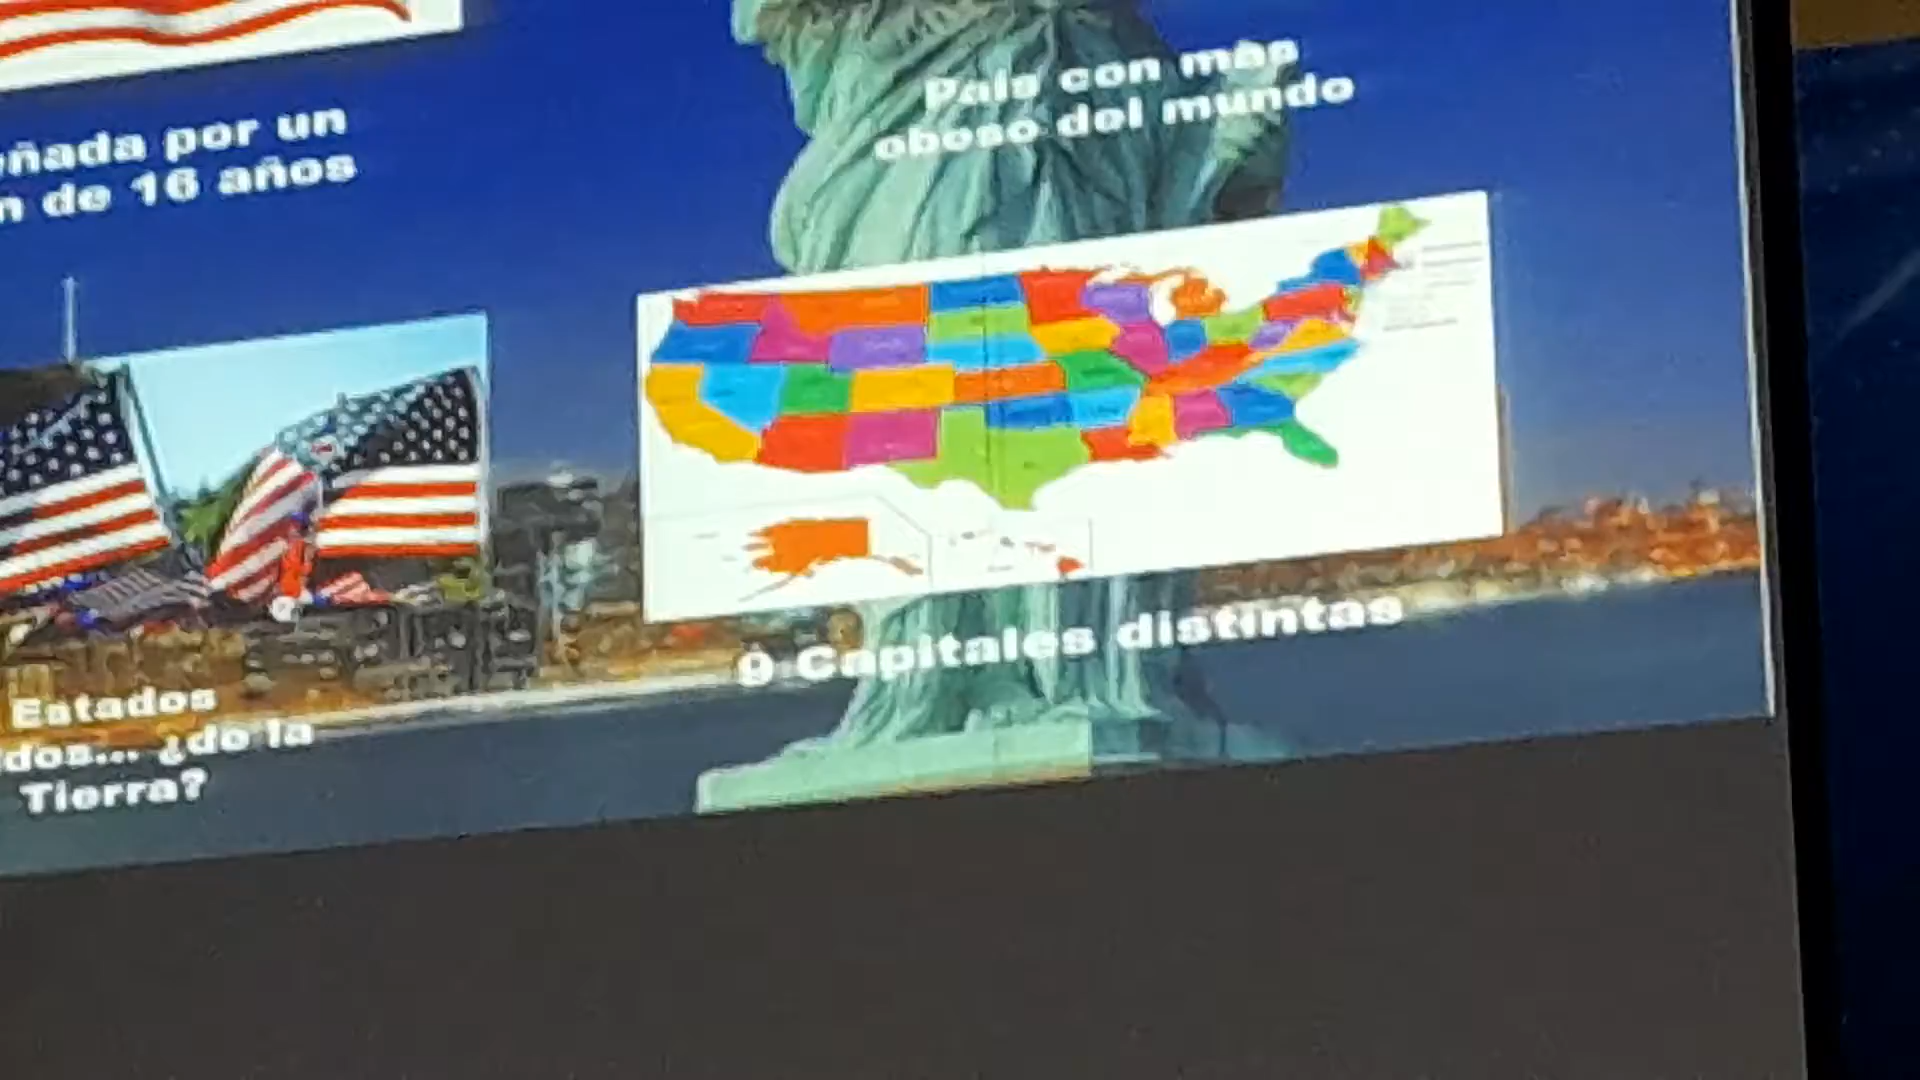 ñada por un
n de 16 años
País con más
oboso del mundo
9 Capitales distintas
Estados
dos... ¿de la
Tierra?